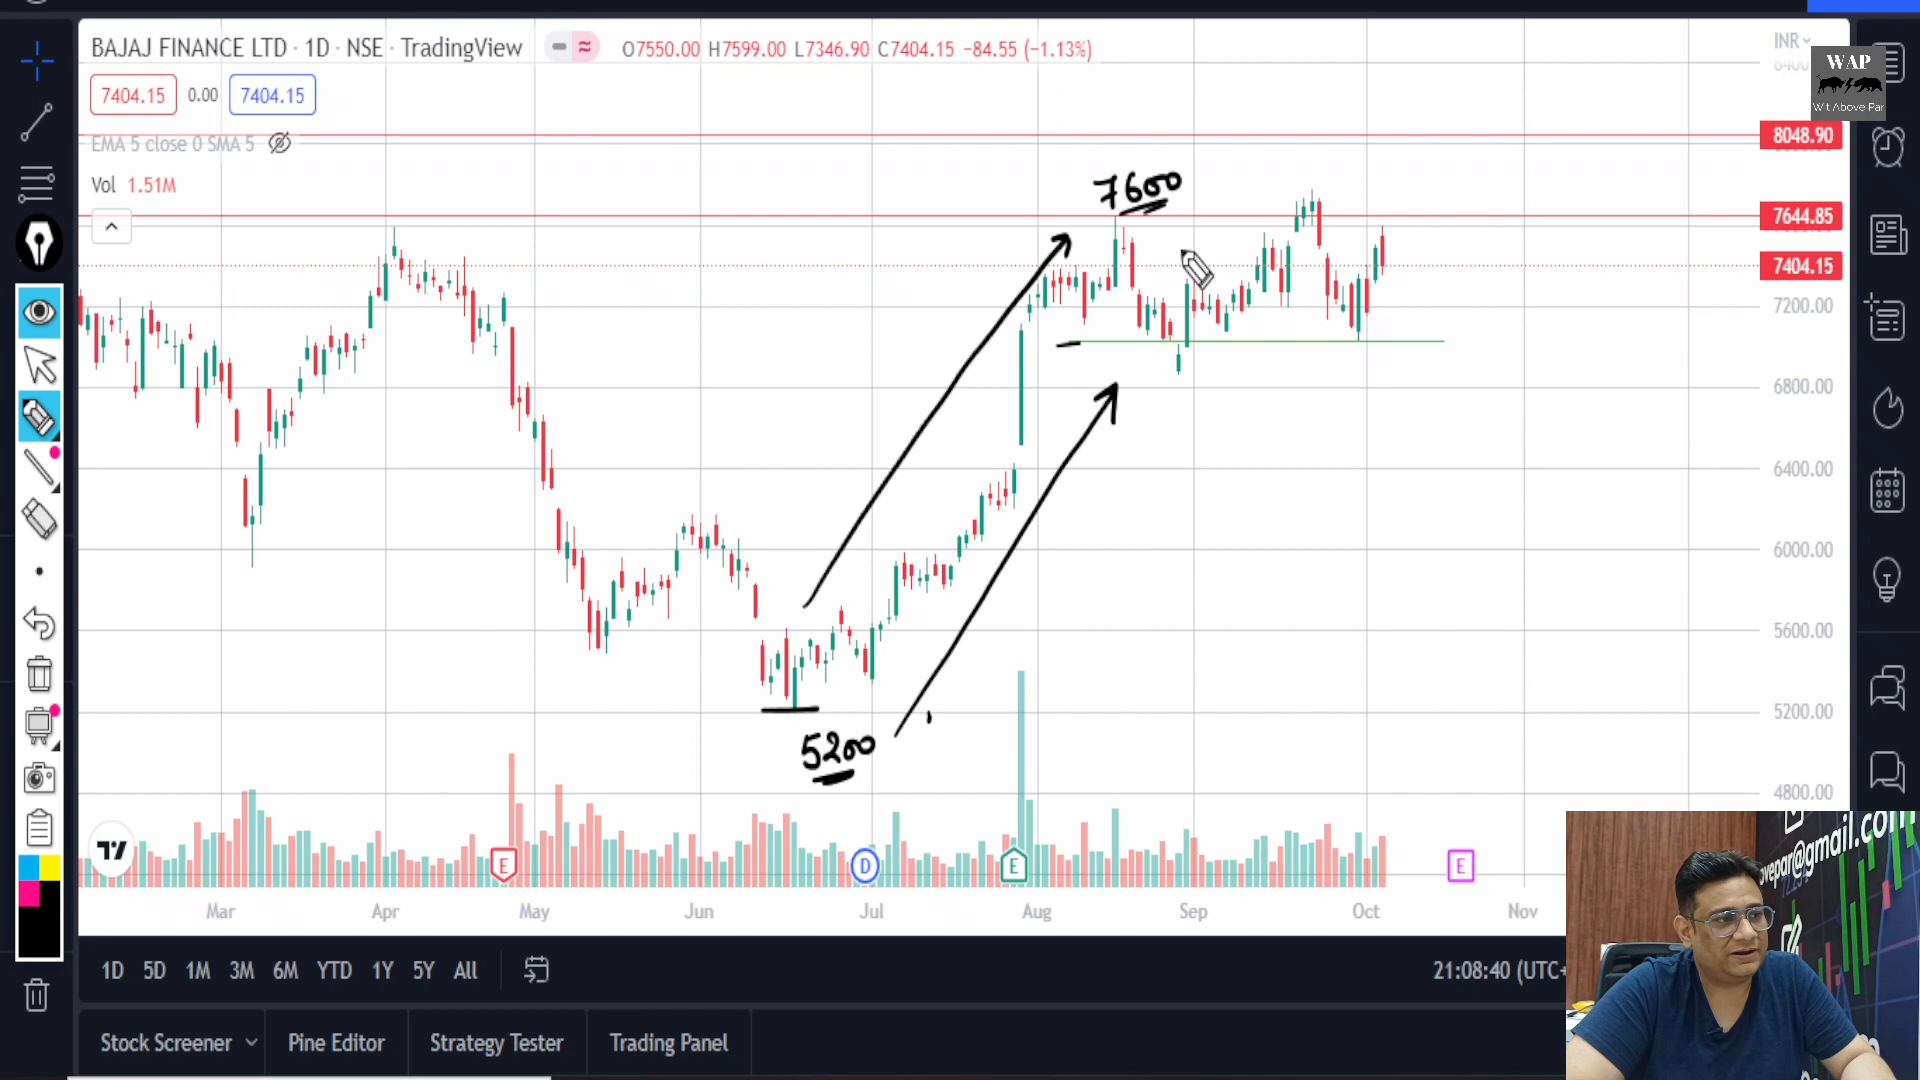 BAJAJ FINANCE LTD · 1D · NSE · TradingView
O7550.00 H7599.00 L7346.90 C7404.15 −84.55 (−1.13%)
INR
WAP
Wit Above Par
7404.15 0.00 7404.15
EMA 5 close 0 SMA 5
Vol 1.51M
8048.90
7600
7644.85
7404.15
7200.00
6800.00
6400.00
6000.00
5600.00
5200.00
5200
4800.00
E D E E
Mar Apr May Jun Jul Aug Sep Oct Nov
1D 5D 1M 3M 6M YTD 1Y 5Y All
21:08:40 (UTC+
Stock Screener Pine Editor Strategy Tester Trading Panel
ovepar@gmail.com